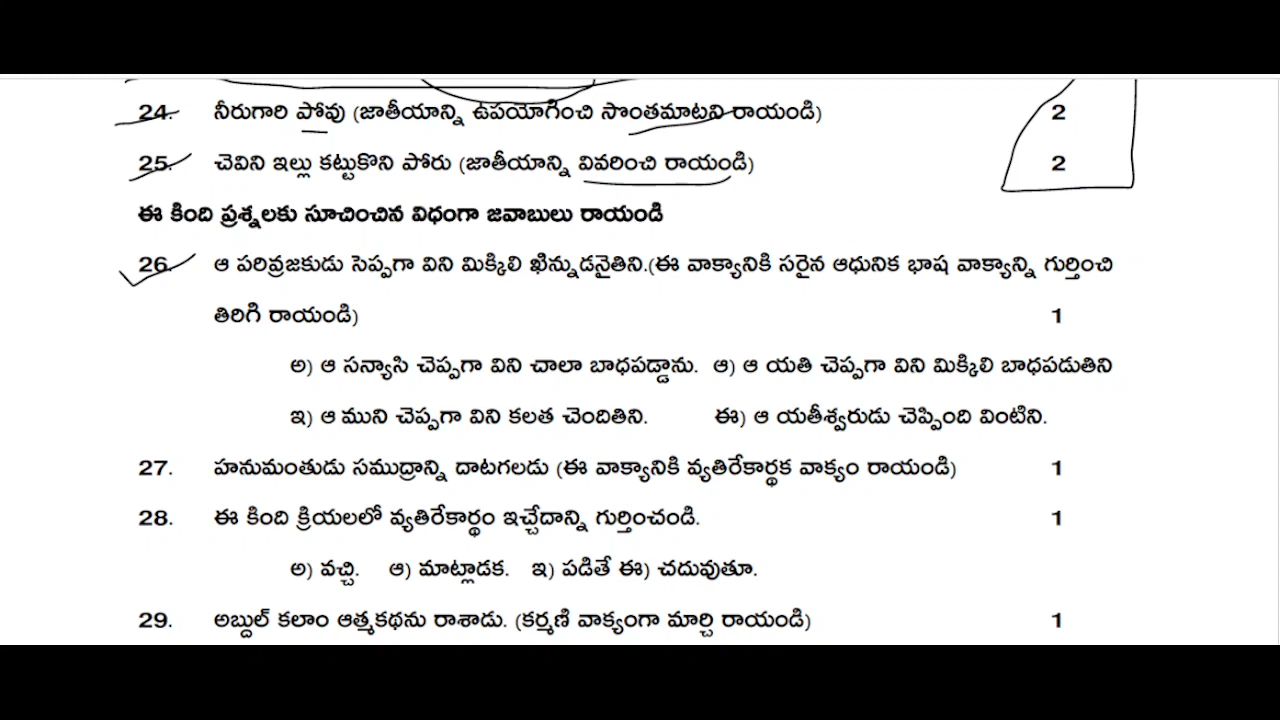 24. నీరుగారి పోవు (జాతీయాన్ని ఉపయోగించి సొంతమాటని రాయండి) 2
25. చెవిని ఇల్లు కట్టుకొని పోరు (జాతీయాన్ని వివరించి రాయండి) 2
ఈ కింది ప్రశ్నలకు సూచించిన విధంగా జవాబులు రాయండి
26. ఆ పరివ్రజకుడు సెప్పగా విని మిక్కిలి ఖిన్నుడనైతిని.(ఈ వాక్యానికి సరైన ఆధునిక భాష వాక్యాన్ని గుర్తించి
తిరిగి రాయండి) 1
అ) ఆ సన్యాసి చెప్పగా విని చాలా బాధపడ్డాను. ఆ) ఆ యతి చెప్పగా విని మిక్కిలి బాధపడుతిని
ఇ) ఆ ముని చెప్పగా విని కలత చెందితిని. ఈ) ఆ యతీశ్వరుడు చెప్పింది వింటిని.
27. హనుమంతుడు సముద్రాన్ని దాటగలడు (ఈ వాక్యానికి వ్యతిరేకార్థక వాక్యం రాయండి) 1
28. ఈ కింది క్రియలలో వ్యతిరేకార్థం ఇచ్చేదాన్ని గుర్తించండి. 1
అ) వచ్చి. ఆ) మాట్లాడక. ఇ) పడితే ఈ) చదువుతూ.
29. అబ్దుల్ కలాం ఆత్మకథను రాశాడు. (కర్మణి వాక్యంగా మార్చి రాయండి) 1